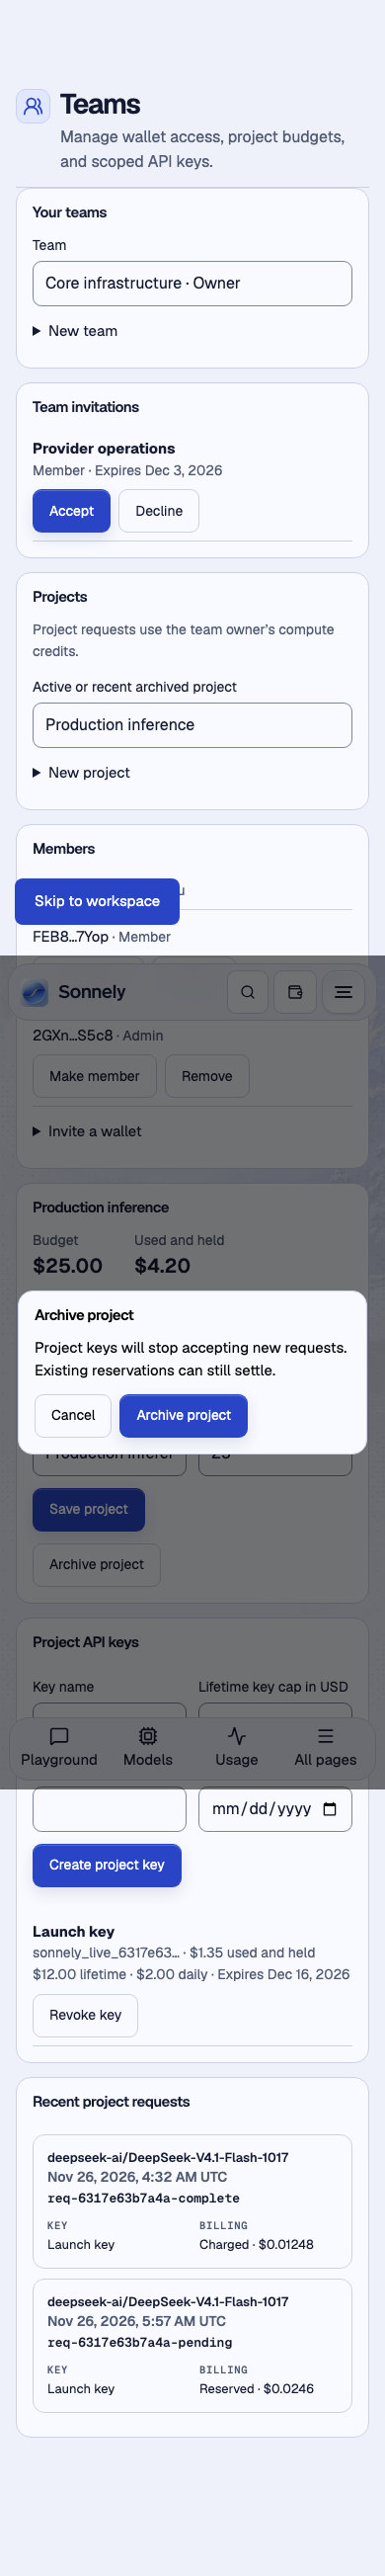 Teams
Manage wallet access, project budgets,
and scoped API keys.
Your teams
Team
Core infrastructure · Owner
New team
Team invitations
Provider operations
Member · Expires Dec 3, 2026
Accept
Decline
Projects
Project requests use the team owner’s compute
credits.
Active or recent archived project
Production inference
New project
Members
Skip to workspace
FEB8...7Yop · Member
Sonnely
2GXn...S5c8 · Admin
Make member
Remove
Invite a wallet
Production inference
Budget
Used and held
$25.00
$4.20
Archive project
Project keys will stop accepting new requests.
Existing reservations can still settle.
Cancel
Archive project
Save project
Archive project
Project API keys
Key name
Lifetime key cap in USD
Playground
Models
Usage
All pages
mm/dd/yyyy
Create project key
Launch key
sonnely_live_6317e63... · $1.35 used and held
$12.00 lifetime · $2.00 daily · Expires Dec 16, 2026
Revoke key
Recent project requests
deepseek-ai/DeepSeek-V4.1-Flash-1017
Nov 26, 2026, 4:32 AM UTC
req-6317e63b7a4a-complete
KEY
BILLING
Launch key
Charged · $0.01248
deepseek-ai/DeepSeek-V4.1-Flash-1017
Nov 26, 2026, 5:57 AM UTC
req-6317e63b7a4a-pending
KEY
BILLING
Launch key
Reserved · $0.0246